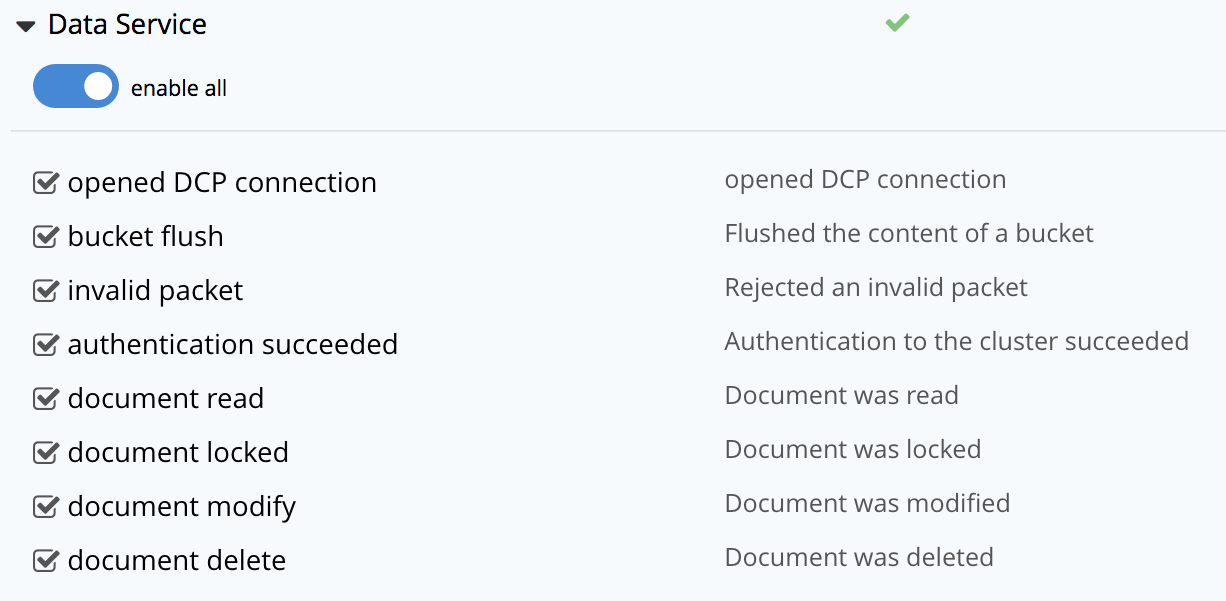 Data Service
enable all
opened DCP connection opened DCP connection
bucket flush Flushed the content of a bucket
invalid packet Rejected an invalid packet
authentication succeeded Authentication to the cluster succeeded
document read Document was read
document locked Document was locked
document modify Document was modified
document delete Document was deleted